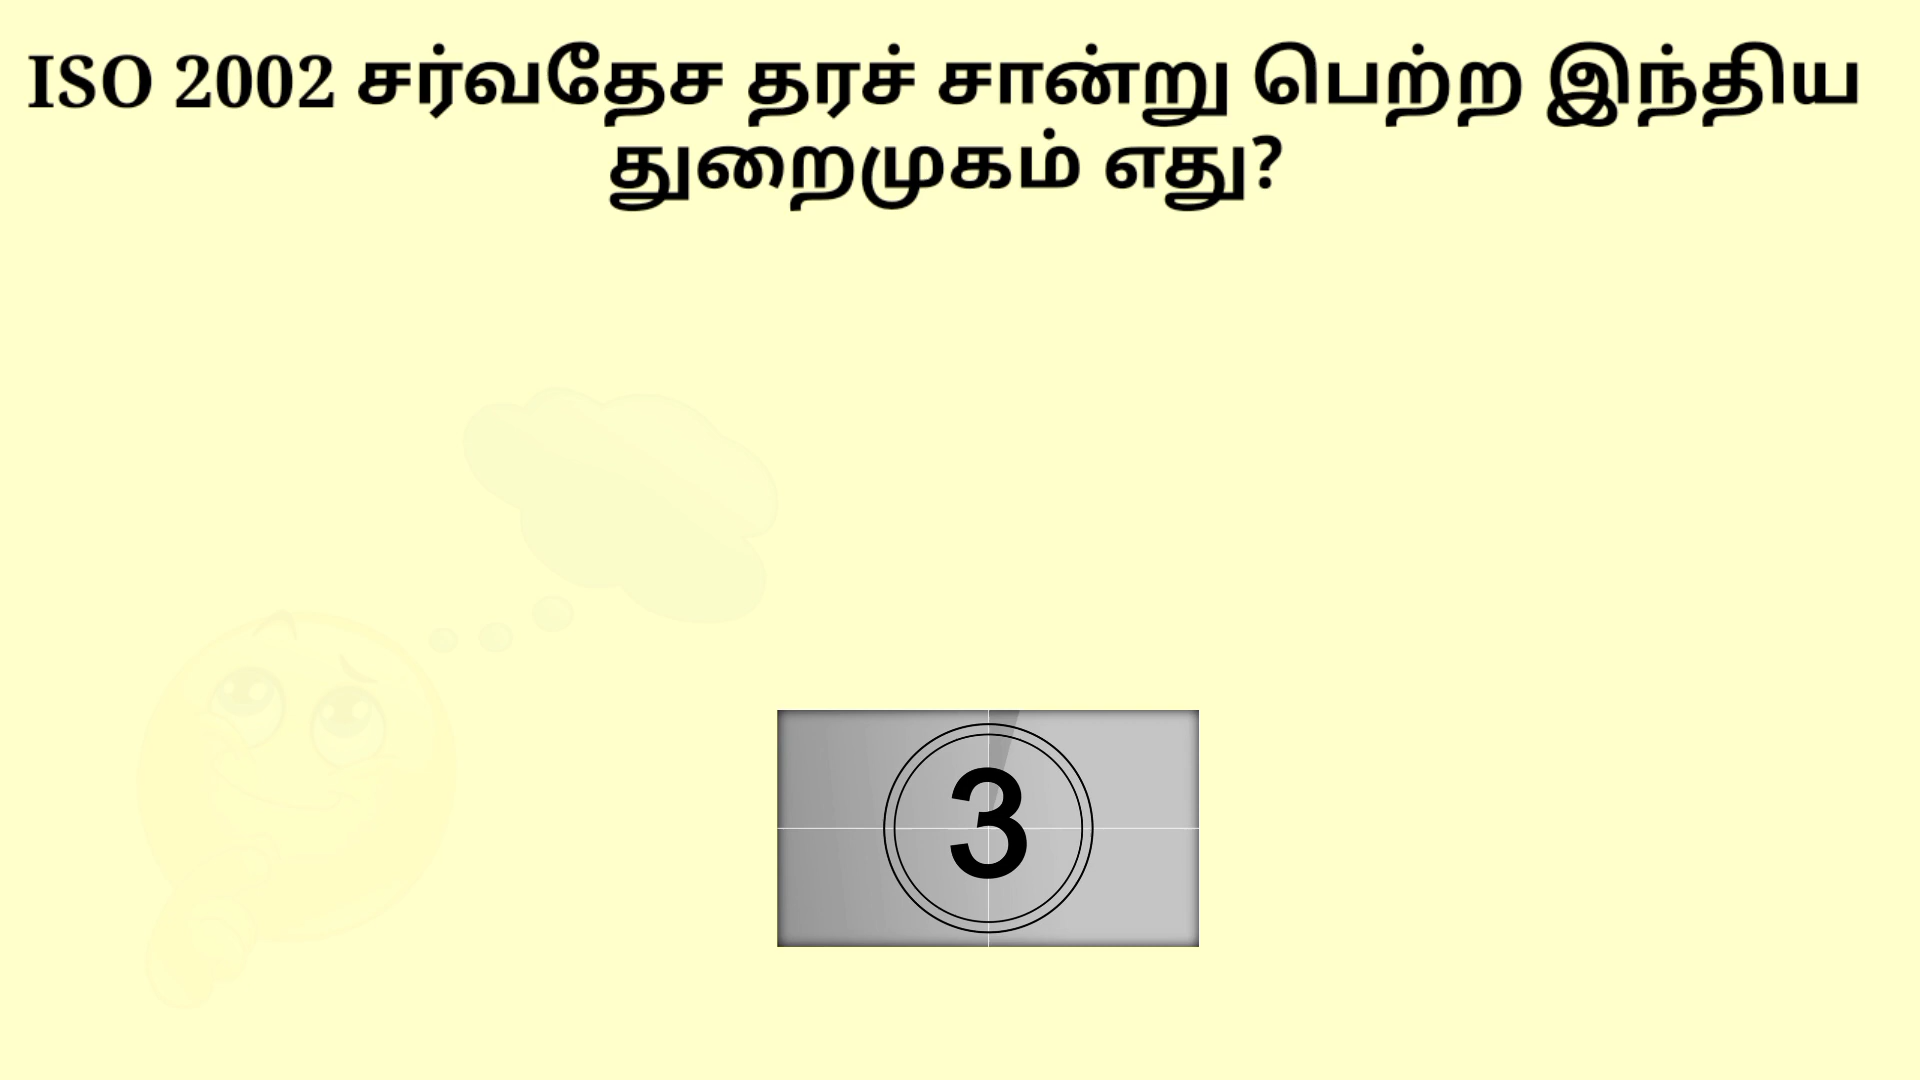 ISO 2002 சர்வதேச தரச் சான்று பெற்ற இந்திய
துறைமுகம் எது?
3